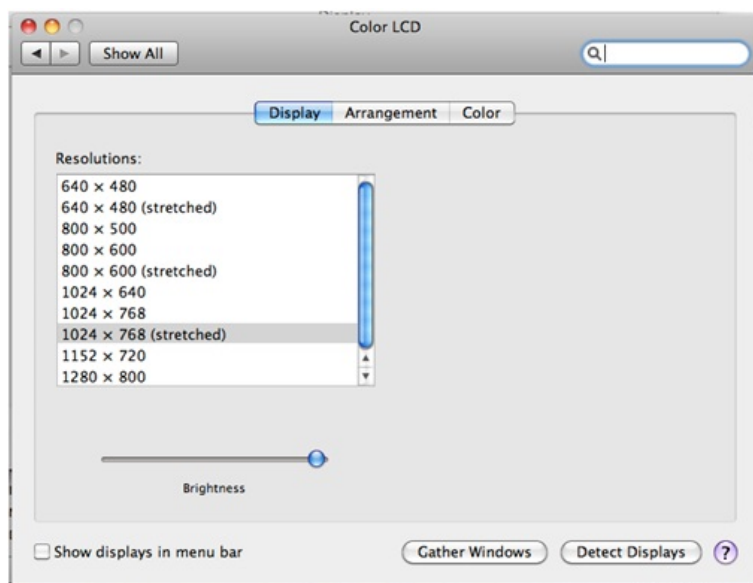 Color LCD
Show All
Display Arrangement Color
Resolutions:
640 × 480
640 × 480 (stretched)
800 × 500
800 × 600
800 × 600 (stretched)
1024 × 640
1024 × 768
1024 × 768 (stretched)
1152 × 720
1280 × 800
Brightness
Show displays in menu bar Gather Windows Detect Displays ?